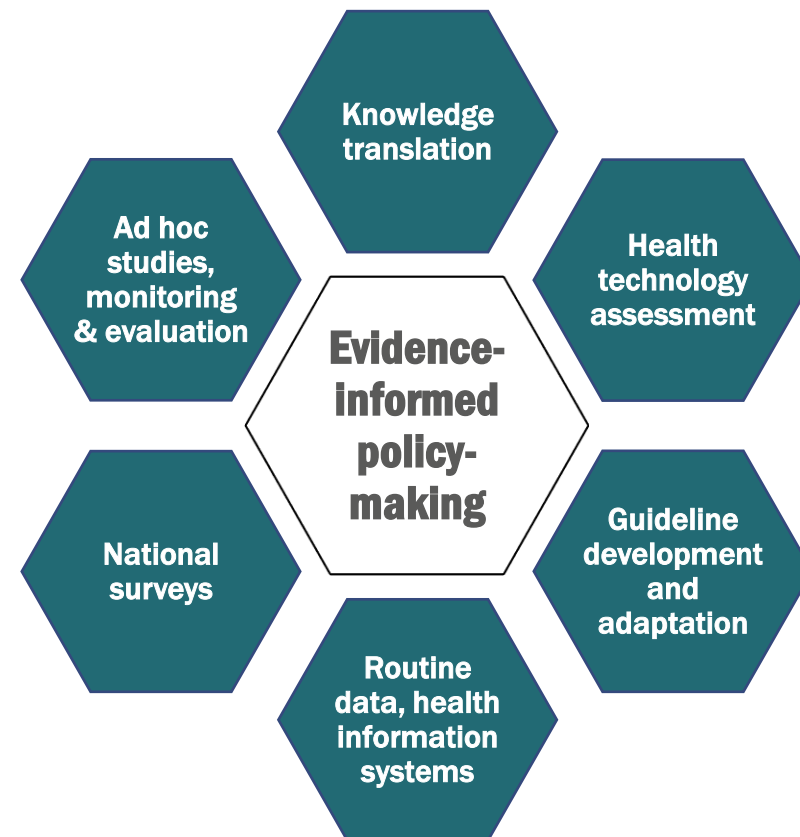 Knowledge
translation
Ad hoc
studies,
monitoring
& evaluation
Health
technology
assessment
Evidence-
informed
policy-
making
National
surveys
Guideline
development
and
adaptation
Routine
data, health
information
systems